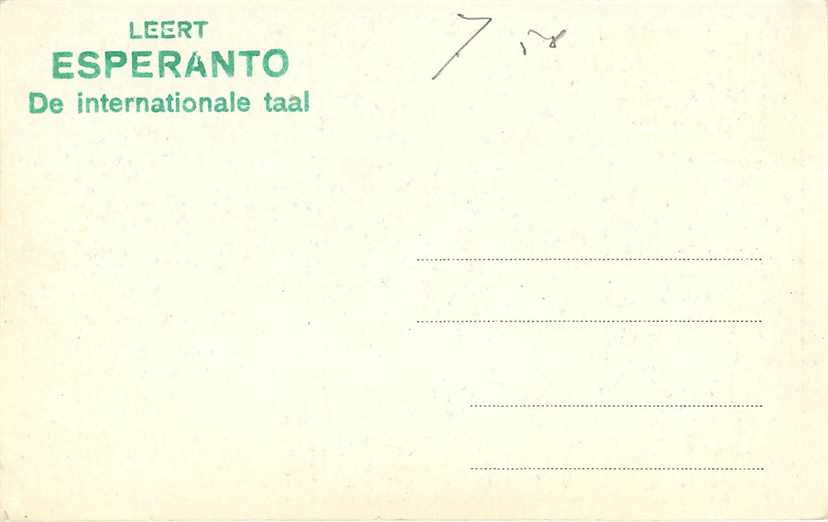 LEERT
ESPERANTO
De internationale taal